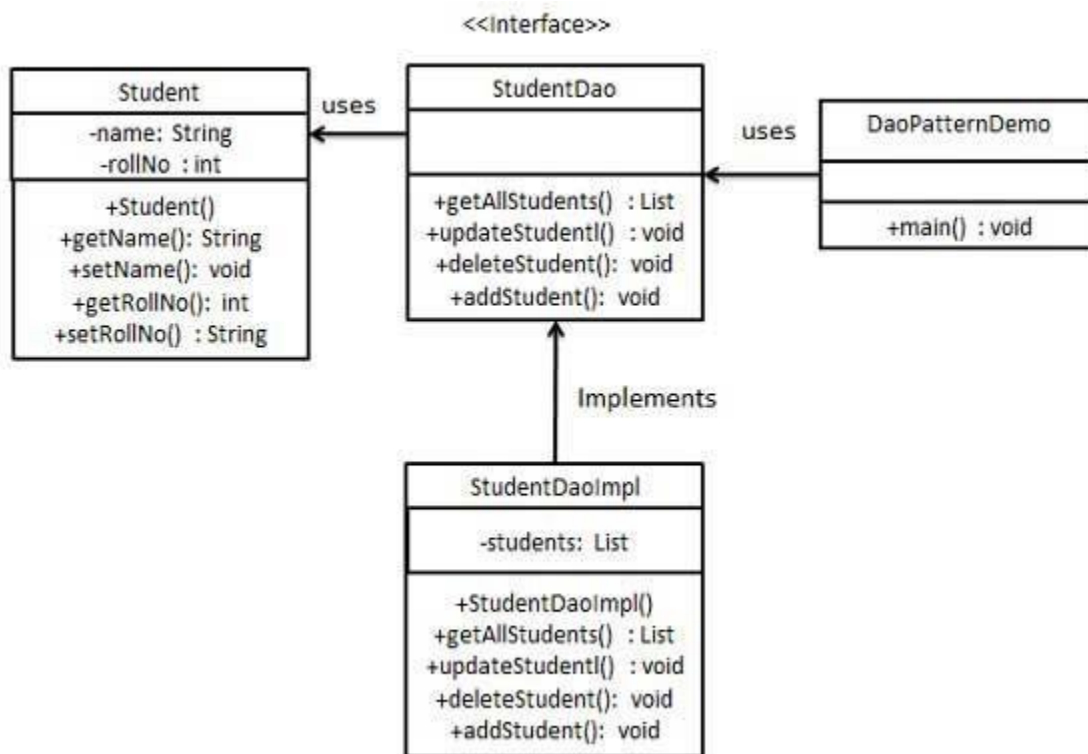 <<Interface>>
Student
-name: String
-rollNo : int
+Student()
+getName(): String
+setName(): void
+getRollNo(): int
+setRollNo() : String
uses
StudentDao
+getAllStudents() : List
+updateStudentl() : void
+deleteStudent(): void
+addStudent(): void
uses
DaoPatternDemo
+main() : void
Implements
StudentDaoImpl
-students: List
+StudentDaoImpl()
+getAllStudents() : List
+updateStudentl() : void
+deleteStudent(): void
+addStudent(): void